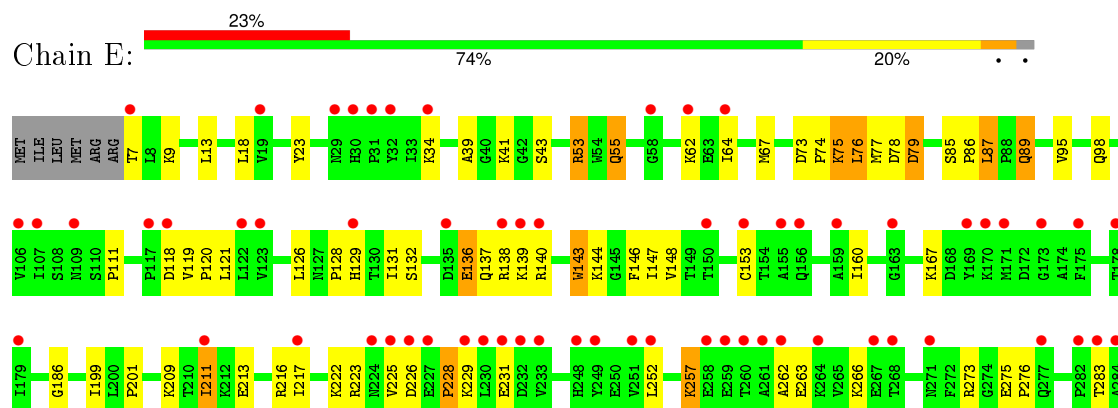 23%
Chain E:
74% 20% • •
MET ILE LEU MET ARG ARG T7 L8 K9 L13 L18 V19 Y23 N29 H30 P31 Y32 I33 K34 A39 G40 K41 G42 S43 R53 W54 Q55 G58 K62 E63 I64 M67 D73 P74 K75 L76 M77 D78 D79 S85 P86 L87 P88 Q89 V95 Q98
V106 I107 S108 N109 S110 P111 P117 D118 V119 P120 L121 L122 V123 L126 N127 P128 H129 T130 I131 S132 D135 E136 Q137 R138 K139 R140 W143 K144 G145 F146 I147 V148 T149 T150 C153 T154 A155 Q156 A159 I160 G163 K167 D168 Y169 K170 M171 D172 G173 A174 F175 T178
I179 G186 I199 L200 P201 K209 T210 I211 K212 E213 R216 I217 K222 R223 N224 V225 D226 E227 P228 K229 L230 E231 D232 V233 H248 Y249 E250 V251 L252 K257 E258 E259 T260 A261 A262 E263 K264 V265 K266 E267 T268 N271 F272 R273 G274 E275 P276 Q277 P282 T283